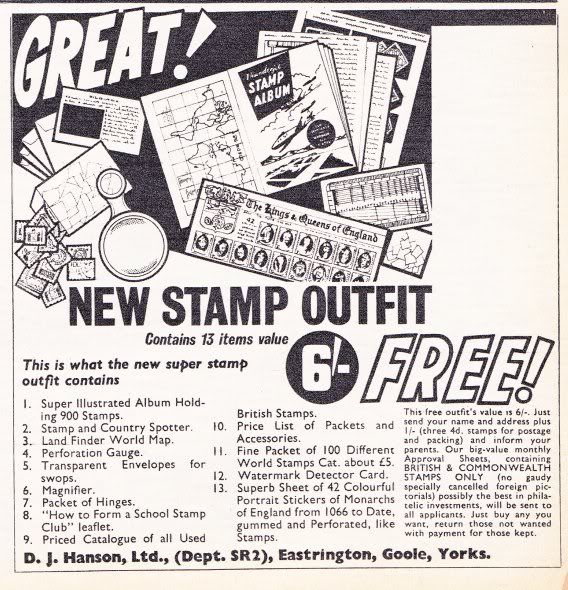 GREAT!
STAMP
ALBUM
The Kings & Queens of England
NEW STAMP OUTFIT
Contains 13 items value
6/- FREE!
This is what the new super stamp
outfit contains
1. Super Illustrated Album Hold-
ing 900 Stamps.
2. Stamp and Country Spotter.
3. Land Finder World Map.
4. Perforation Gauge.
5. Transparent Envelopes for
swops.
6. Magnifier.
7. Packet of Hinges.
8. "How to Form a School Stamp
Club" leaflet.
9. Priced Catalogue of all Used
British Stamps.
10. Price List of Packets and
Accessories.
11. Fine Packet of 100 Different
World Stamps Cat. about £5.
12. Watermark Detector Card.
13. Superb Sheet of 42 Colourful
Portrait Stickers of Monarchs
of England from 1066 to Date,
gummed and Perforated, like
Stamps.
This free outfit's value is 6/-. Just
send your name and address plus
1/- (three 4d. stamps for postage
and packing) and inform your
parents. Our big-value monthly
Approval Sheets, containing
BRITISH & COMMONWEALTH
STAMPS ONLY (no gaudy
specially cancelled foreign pic-
torials) possibly the best in phila-
telic investments, will be sent to
all applicants. Just buy any you
want, return those not wanted
with payment for those kept.
D. J. Hanson, Ltd., (Dept. SR2), Eastrington, Goole, Yorks.